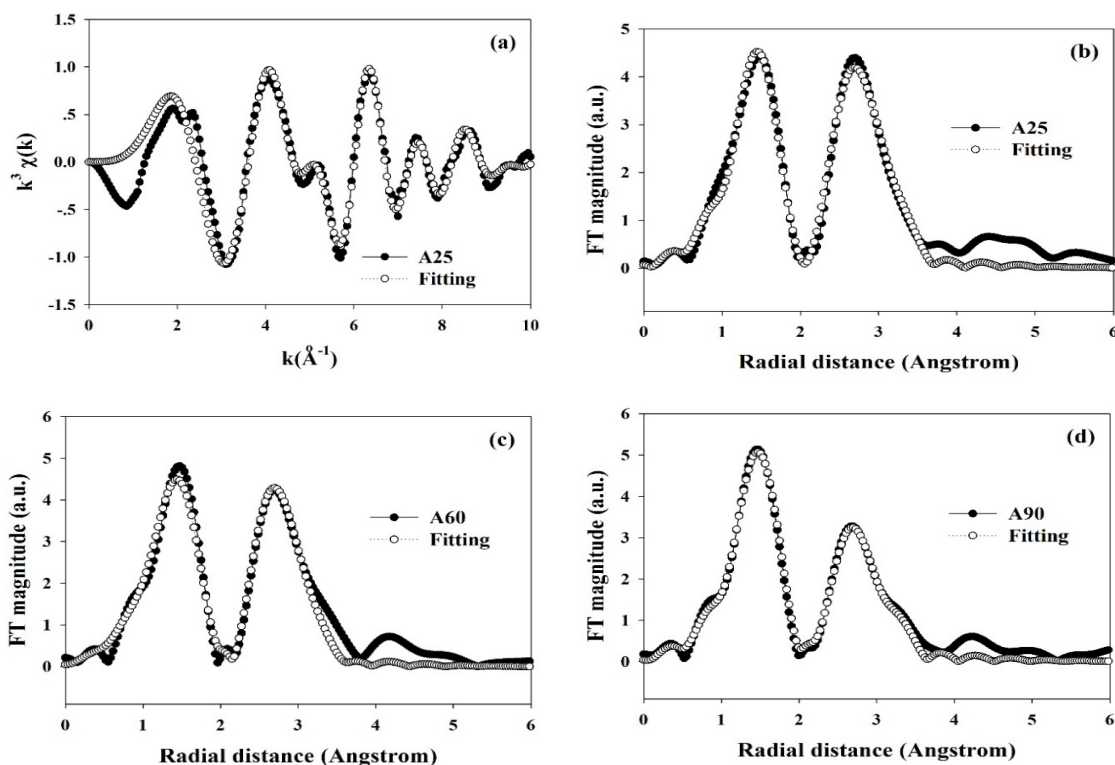 (a)
1.5
1.0
.5
0.0
-.5
-1.0
-1.5
k³ χ(k)
A25
Fitting
0 2 4 6 8 10
k(Å⁻¹)
(b)
5
4
3
2
1
0
FT magnitude (a.u.)
A25
Fitting
0 1 2 3 4 5 6
Radial distance (Angstrom)
(c)
6
5
4
3
2
1
0
FT magnitude (a.u.)
A60
Fitting
0 1 2 3 4 5 6
Radial distance (Angstrom)
(d)
6
5
4
3
2
1
0
FT magnitude (a.u.)
A90
Fitting
0 1 2 3 4 5 6
Radial distance (Angstrom)